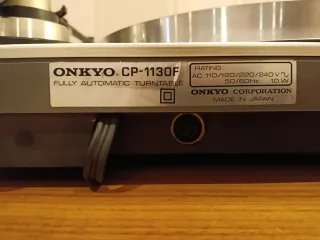 ONKYO. CP-1130F
FULLY AUTOMATIC TURNTABLE
RATING
AC 110/120/220/240V~
50/60Hz 10W
ONKYO CORPORATION
MADE IN JAPAN